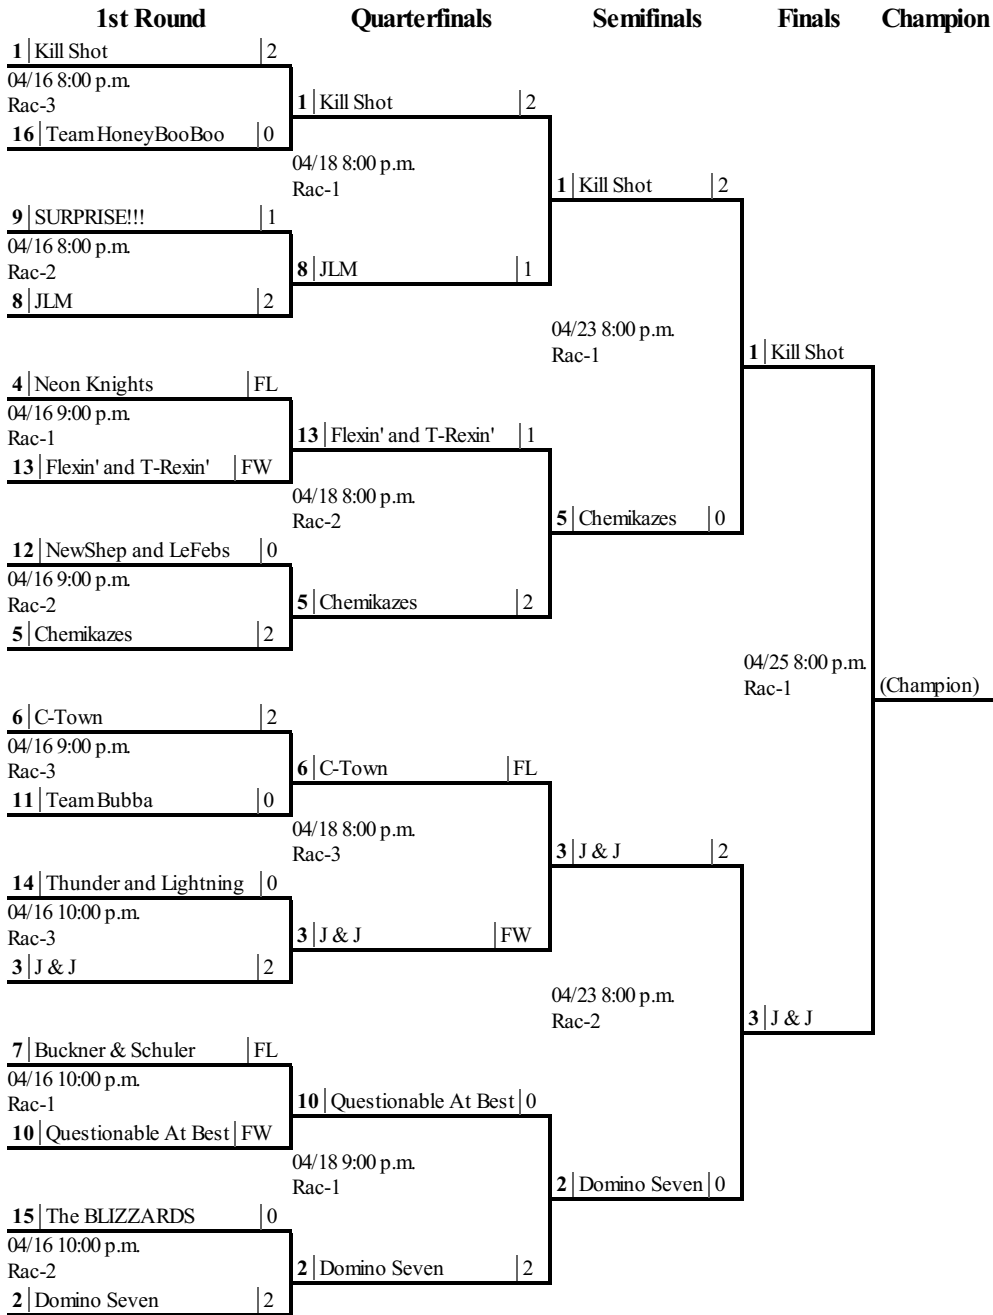 1st Round Quarterfinals Semifinals Finals Champion
1 Kill Shot 2
04/16 8:00 p.m.
Rac-3
16 Team HoneyBooBoo 0
9 SURPRISE!!! 1
04/16 8:00 p.m.
Rac-2
8 JLM 2
4 Neon Knights FL
04/16 9:00 p.m.
Rac-1
13 Flexin' and T-Rexin' FW
12 NewShep and LeFebs 0
04/16 9:00 p.m.
Rac-2
5 Chemikazes 2
6 C-Town 2
04/16 9:00 p.m.
Rac-3
11 Team Bubba 0
14 Thunder and Lightning 0
04/16 10:00 p.m.
Rac-3
3 J & J 2
7 Buckner & Schuler FL
04/16 10:00 p.m.
Rac-1
10 Questionable At Best FW
15 The BLIZZARDS 0
04/16 10:00 p.m.
Rac-2
2 Domino Seven 2
1 Kill Shot 2
04/18 8:00 p.m.
Rac-1
8 JLM 1
13 Flexin' and T-Rexin' 1
04/18 8:00 p.m.
Rac-2
5 Chemikazes 2
6 C-Town FL
04/18 8:00 p.m.
Rac-3
3 J & J FW
10 Questionable At Best 0
04/18 9:00 p.m.
Rac-1
2 Domino Seven 2
1 Kill Shot 2
04/23 8:00 p.m.
Rac-1
5 Chemikazes 0
3 J & J 2
04/23 8:00 p.m.
Rac-2
2 Domino Seven 0
1 Kill Shot
04/25 8:00 p.m.
Rac-1
3 J & J
(Champion)